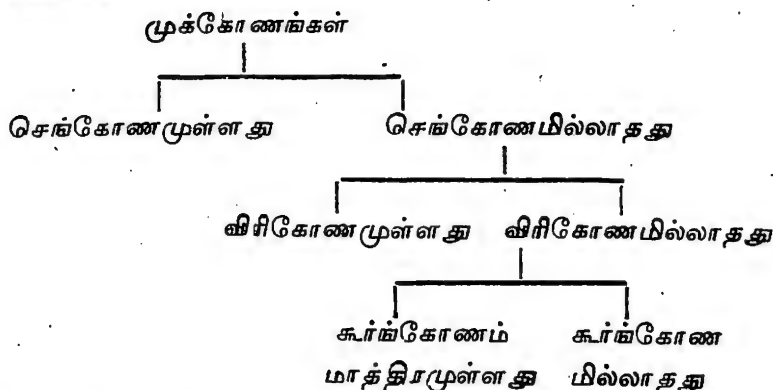 முக்கோணங்கள்
செங்கோணமுள்ளது செங்கோணமில்லாதது
விரிகோணமுள்ளது விரிகோணமில்லாதது
கூர்ங்கோணம் கூர்ங்கோண
மாத்திரமுள்ளது மில்லாதது